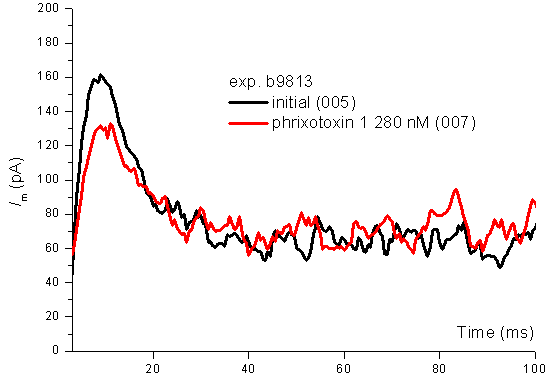 200
180
160
140
120
100
80
60
40
20
0
Im (pA)
exp. b9813
initial (005)
phrixotoxin 1 280 nM (007)
Time (ms)
20 40 60 80 100